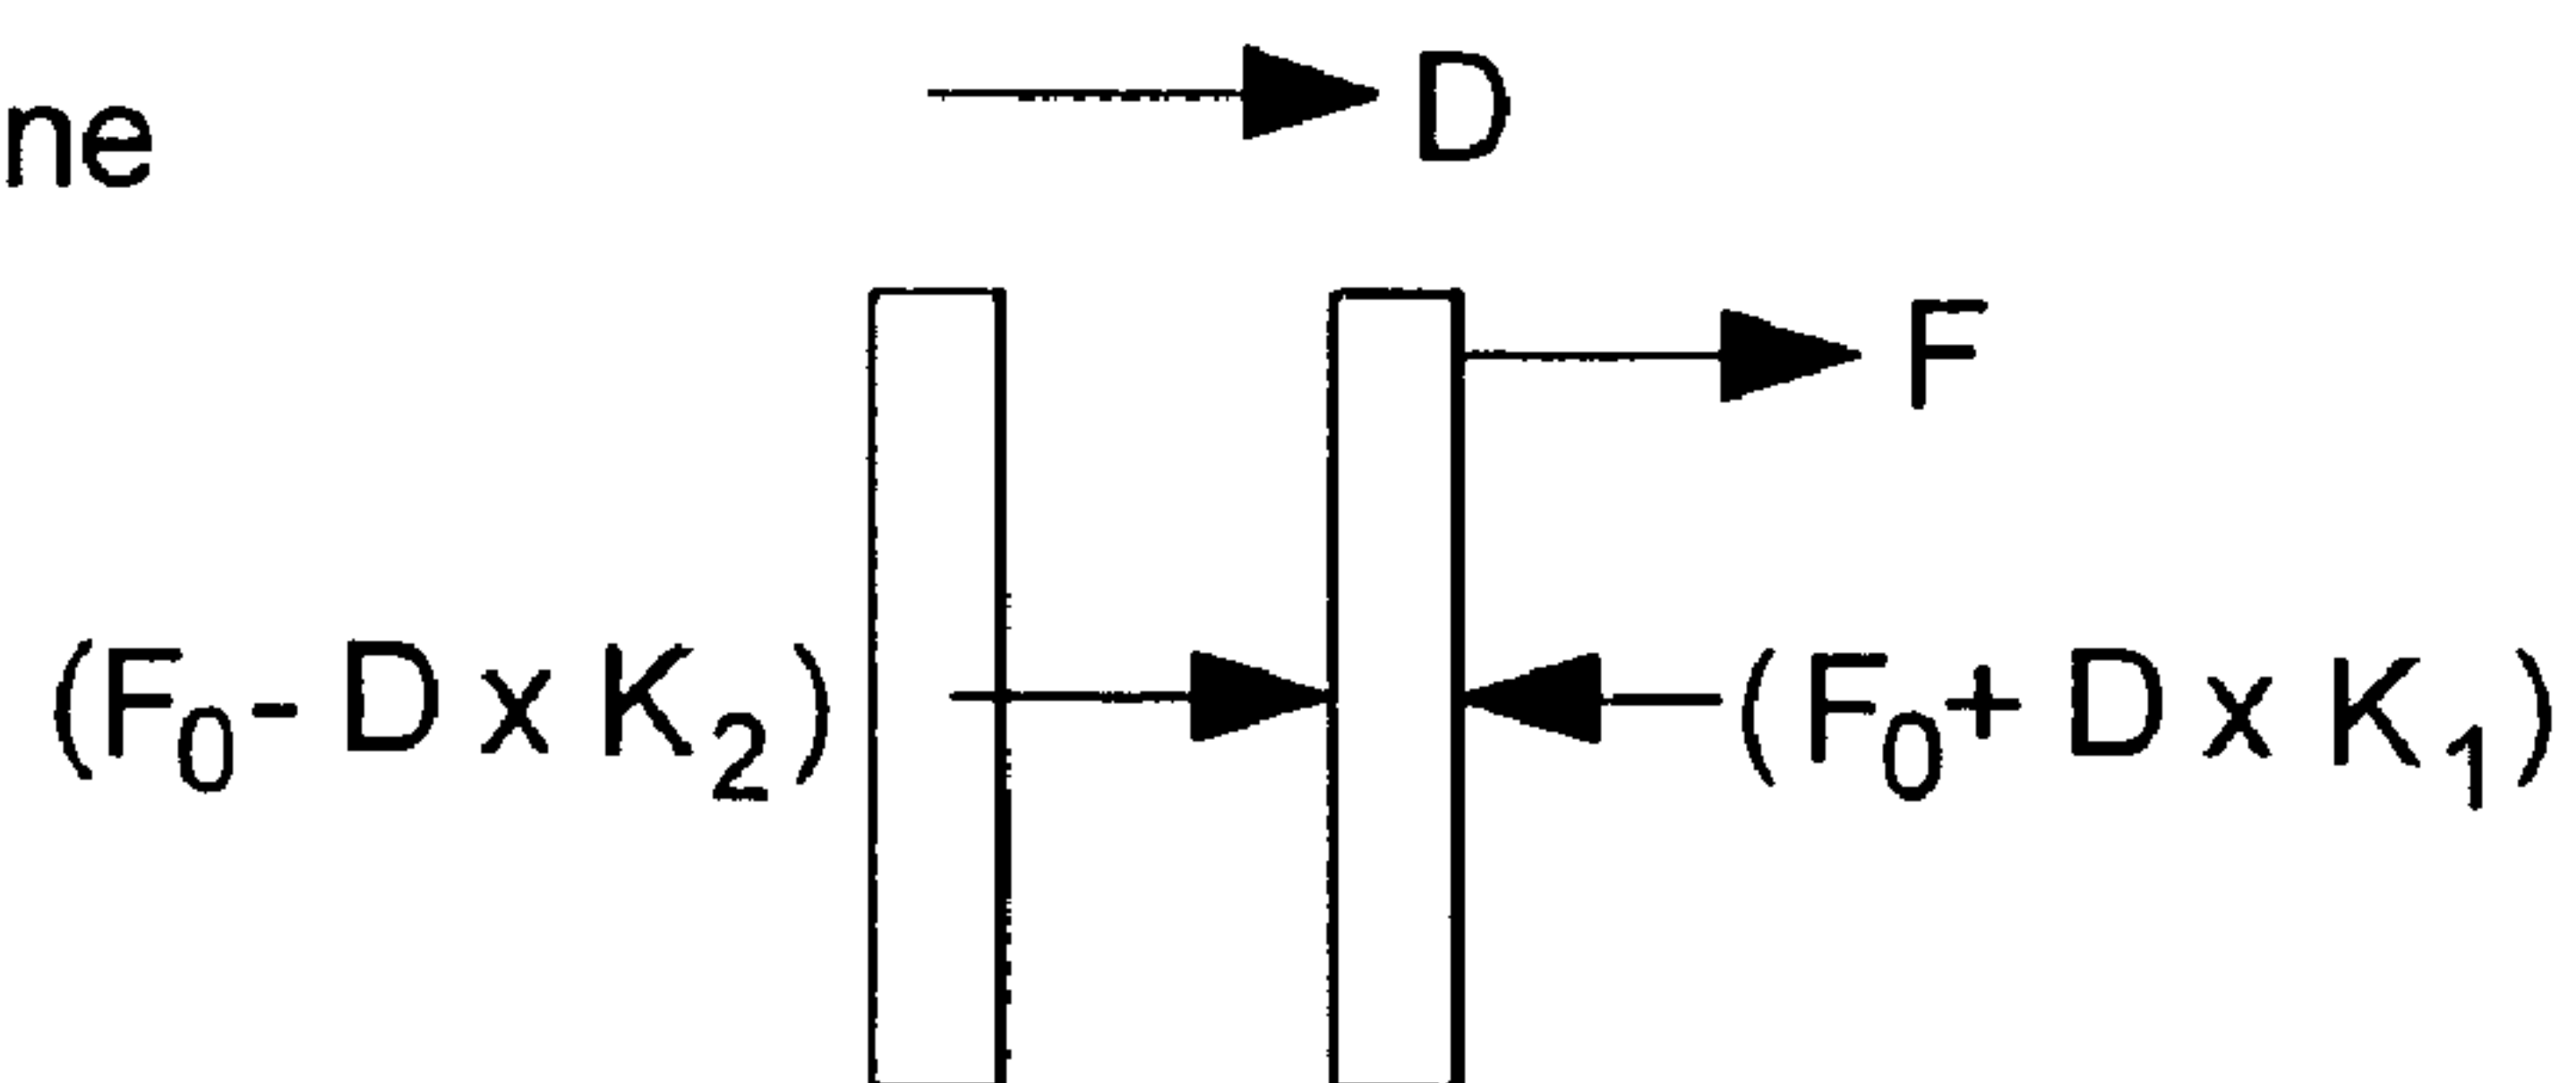 ne
D
F
(F₀- D x K₂)
(F₀+ D x K₁)